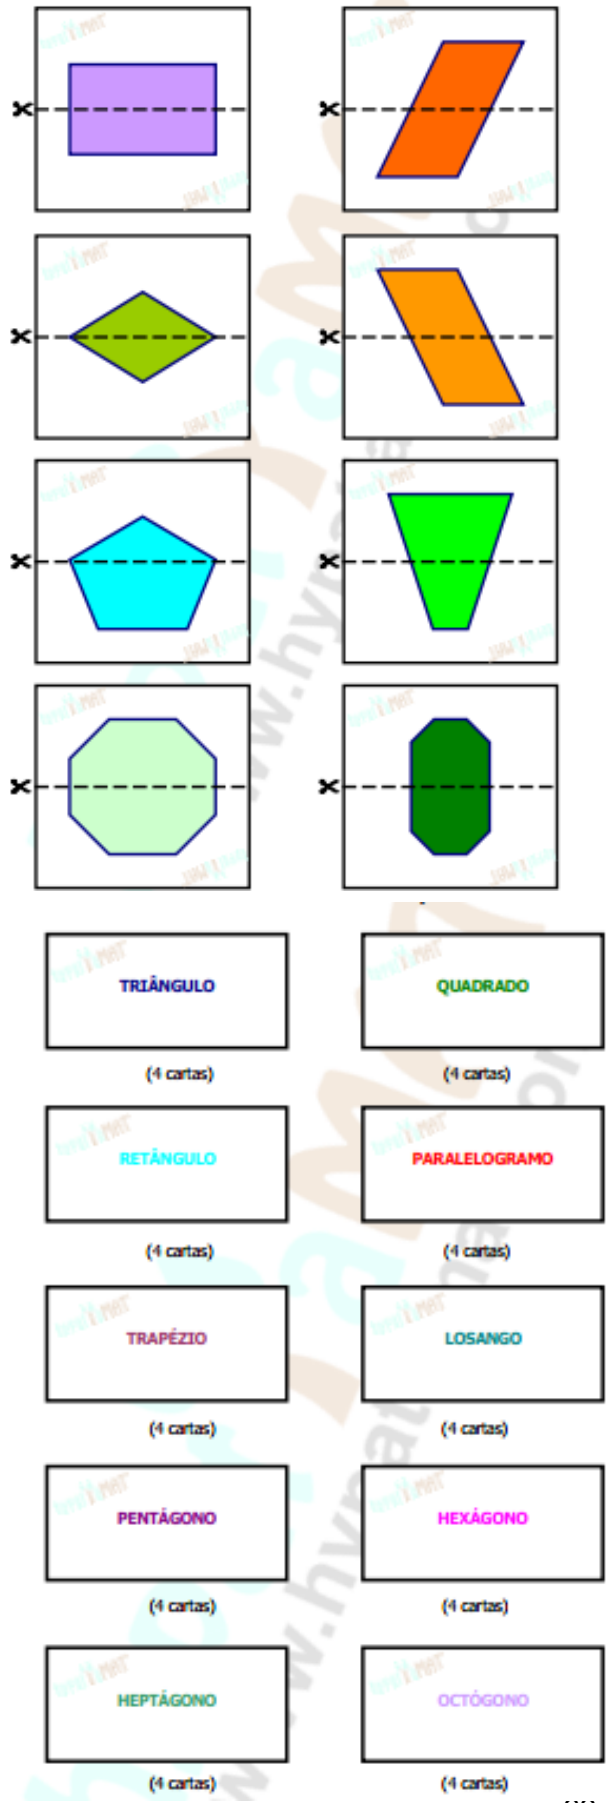 TRIÂNGULO
QUADRADO
(4 cartas)
(4 cartas)
RETÂNGULO
PARALELOGRAMO
(4 cartas)
(4 cartas)
TRAPÉZIO
LOSANGO
(4 cartas)
(4 cartas)
PENTÁGONO
HEXÁGONO
(4 cartas)
(4 cartas)
HEPTÁGONO
OCTÓGONO
(4 cartas)
(4 cartas)